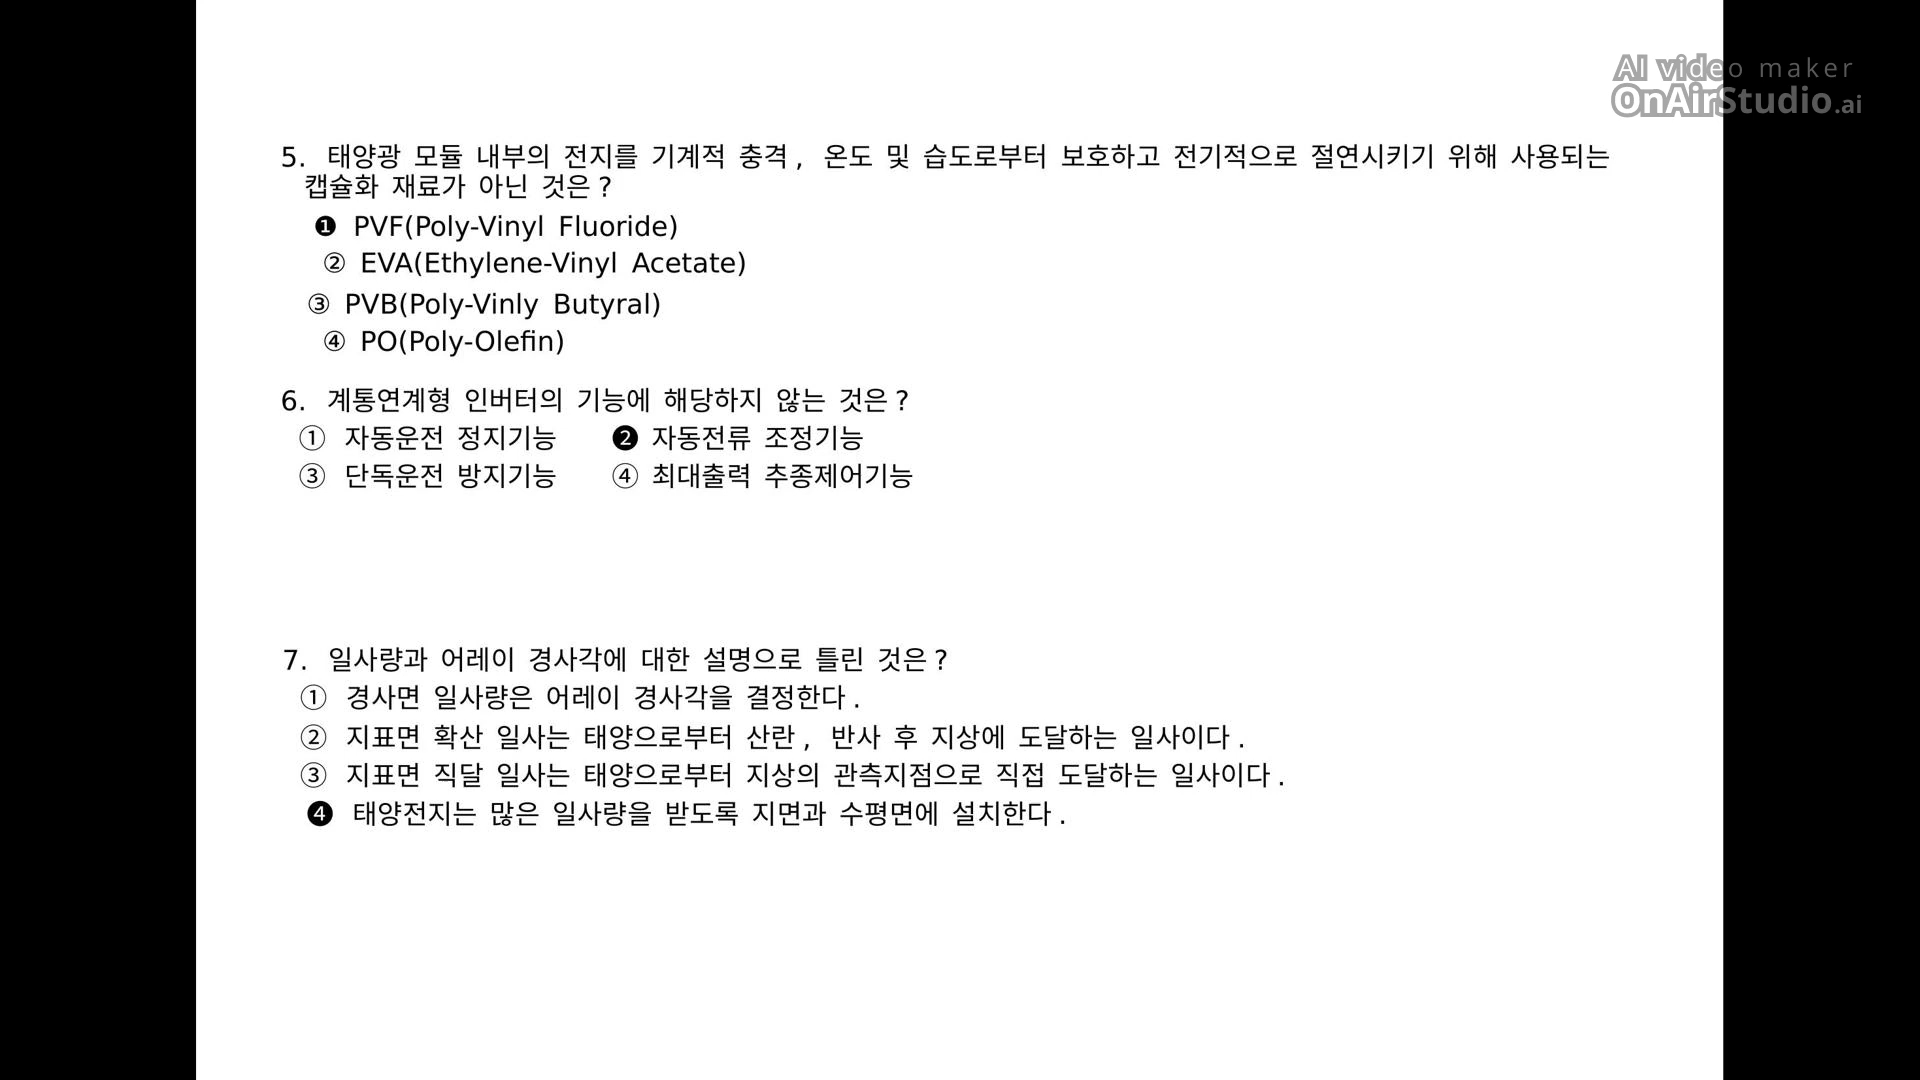 AI video maker
OnAirStudio.ai
5. 태양광 모듈 내부의 전지를 기계적 충격, 온도 및 습도로부터 보호하고 전기적으로 절연시키기 위해 사용되는
캡슐화 재료가 아닌 것은?
❶ PVF(Poly-Vinyl Fluoride)
② EVA(Ethylene-Vinyl Acetate)
③ PVB(Poly-Vinly Butyral)
④ PO(Poly-Olefin)
6. 계통연계형 인버터의 기능에 해당하지 않는 것은?
① 자동운전 정지기능 ❷ 자동전류 조정기능
③ 단독운전 방지기능 ④ 최대출력 추종제어기능
7. 일사량과 어레이 경사각에 대한 설명으로 틀린 것은?
① 경사면 일사량은 어레이 경사각을 결정한다.
② 지표면 확산 일사는 태양으로부터 산란, 반사 후 지상에 도달하는 일사이다.
③ 지표면 직달 일사는 태양으로부터 지상의 관측지점으로 직접 도달하는 일사이다.
❹ 태양전지는 많은 일사량을 받도록 지면과 수평면에 설치한다.